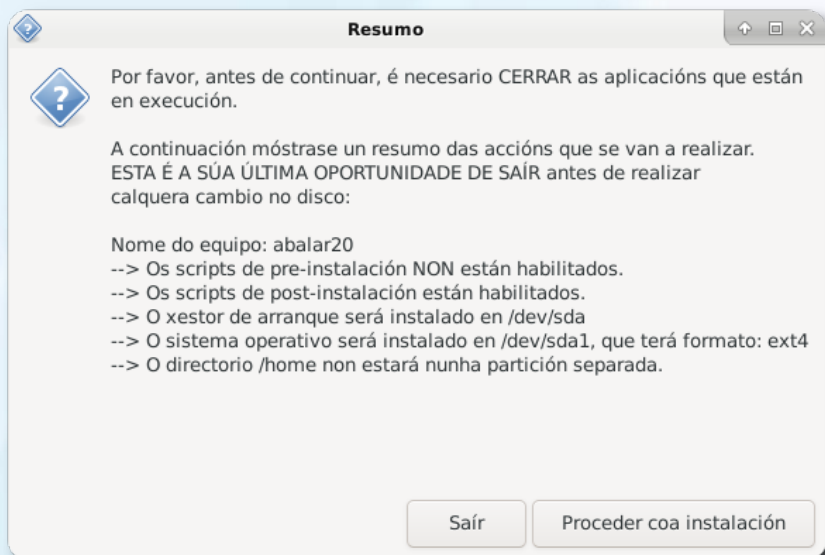 Resumo
Por favor, antes de continuar, é necesario CERRAR as aplicacións que están
en execución.
A continuación móstrase un resumo das accións que se van a realizar.
ESTA É A SÚA ÚLTIMA OPORTUNIDADE DE SAÍR antes de realizar
calquera cambio no disco:
Nome do equipo: abalar20
--> Os scripts de pre-instalación NON están habilitados.
--> Os scripts de post-instalación están habilitados.
--> O xestor de arranque será instalado en /dev/sda
--> O sistema operativo será instalado en /dev/sda1, que terá formato: ext4
--> O directorio /home non estará nunha partición separada.
Saír
Proceder coa instalación